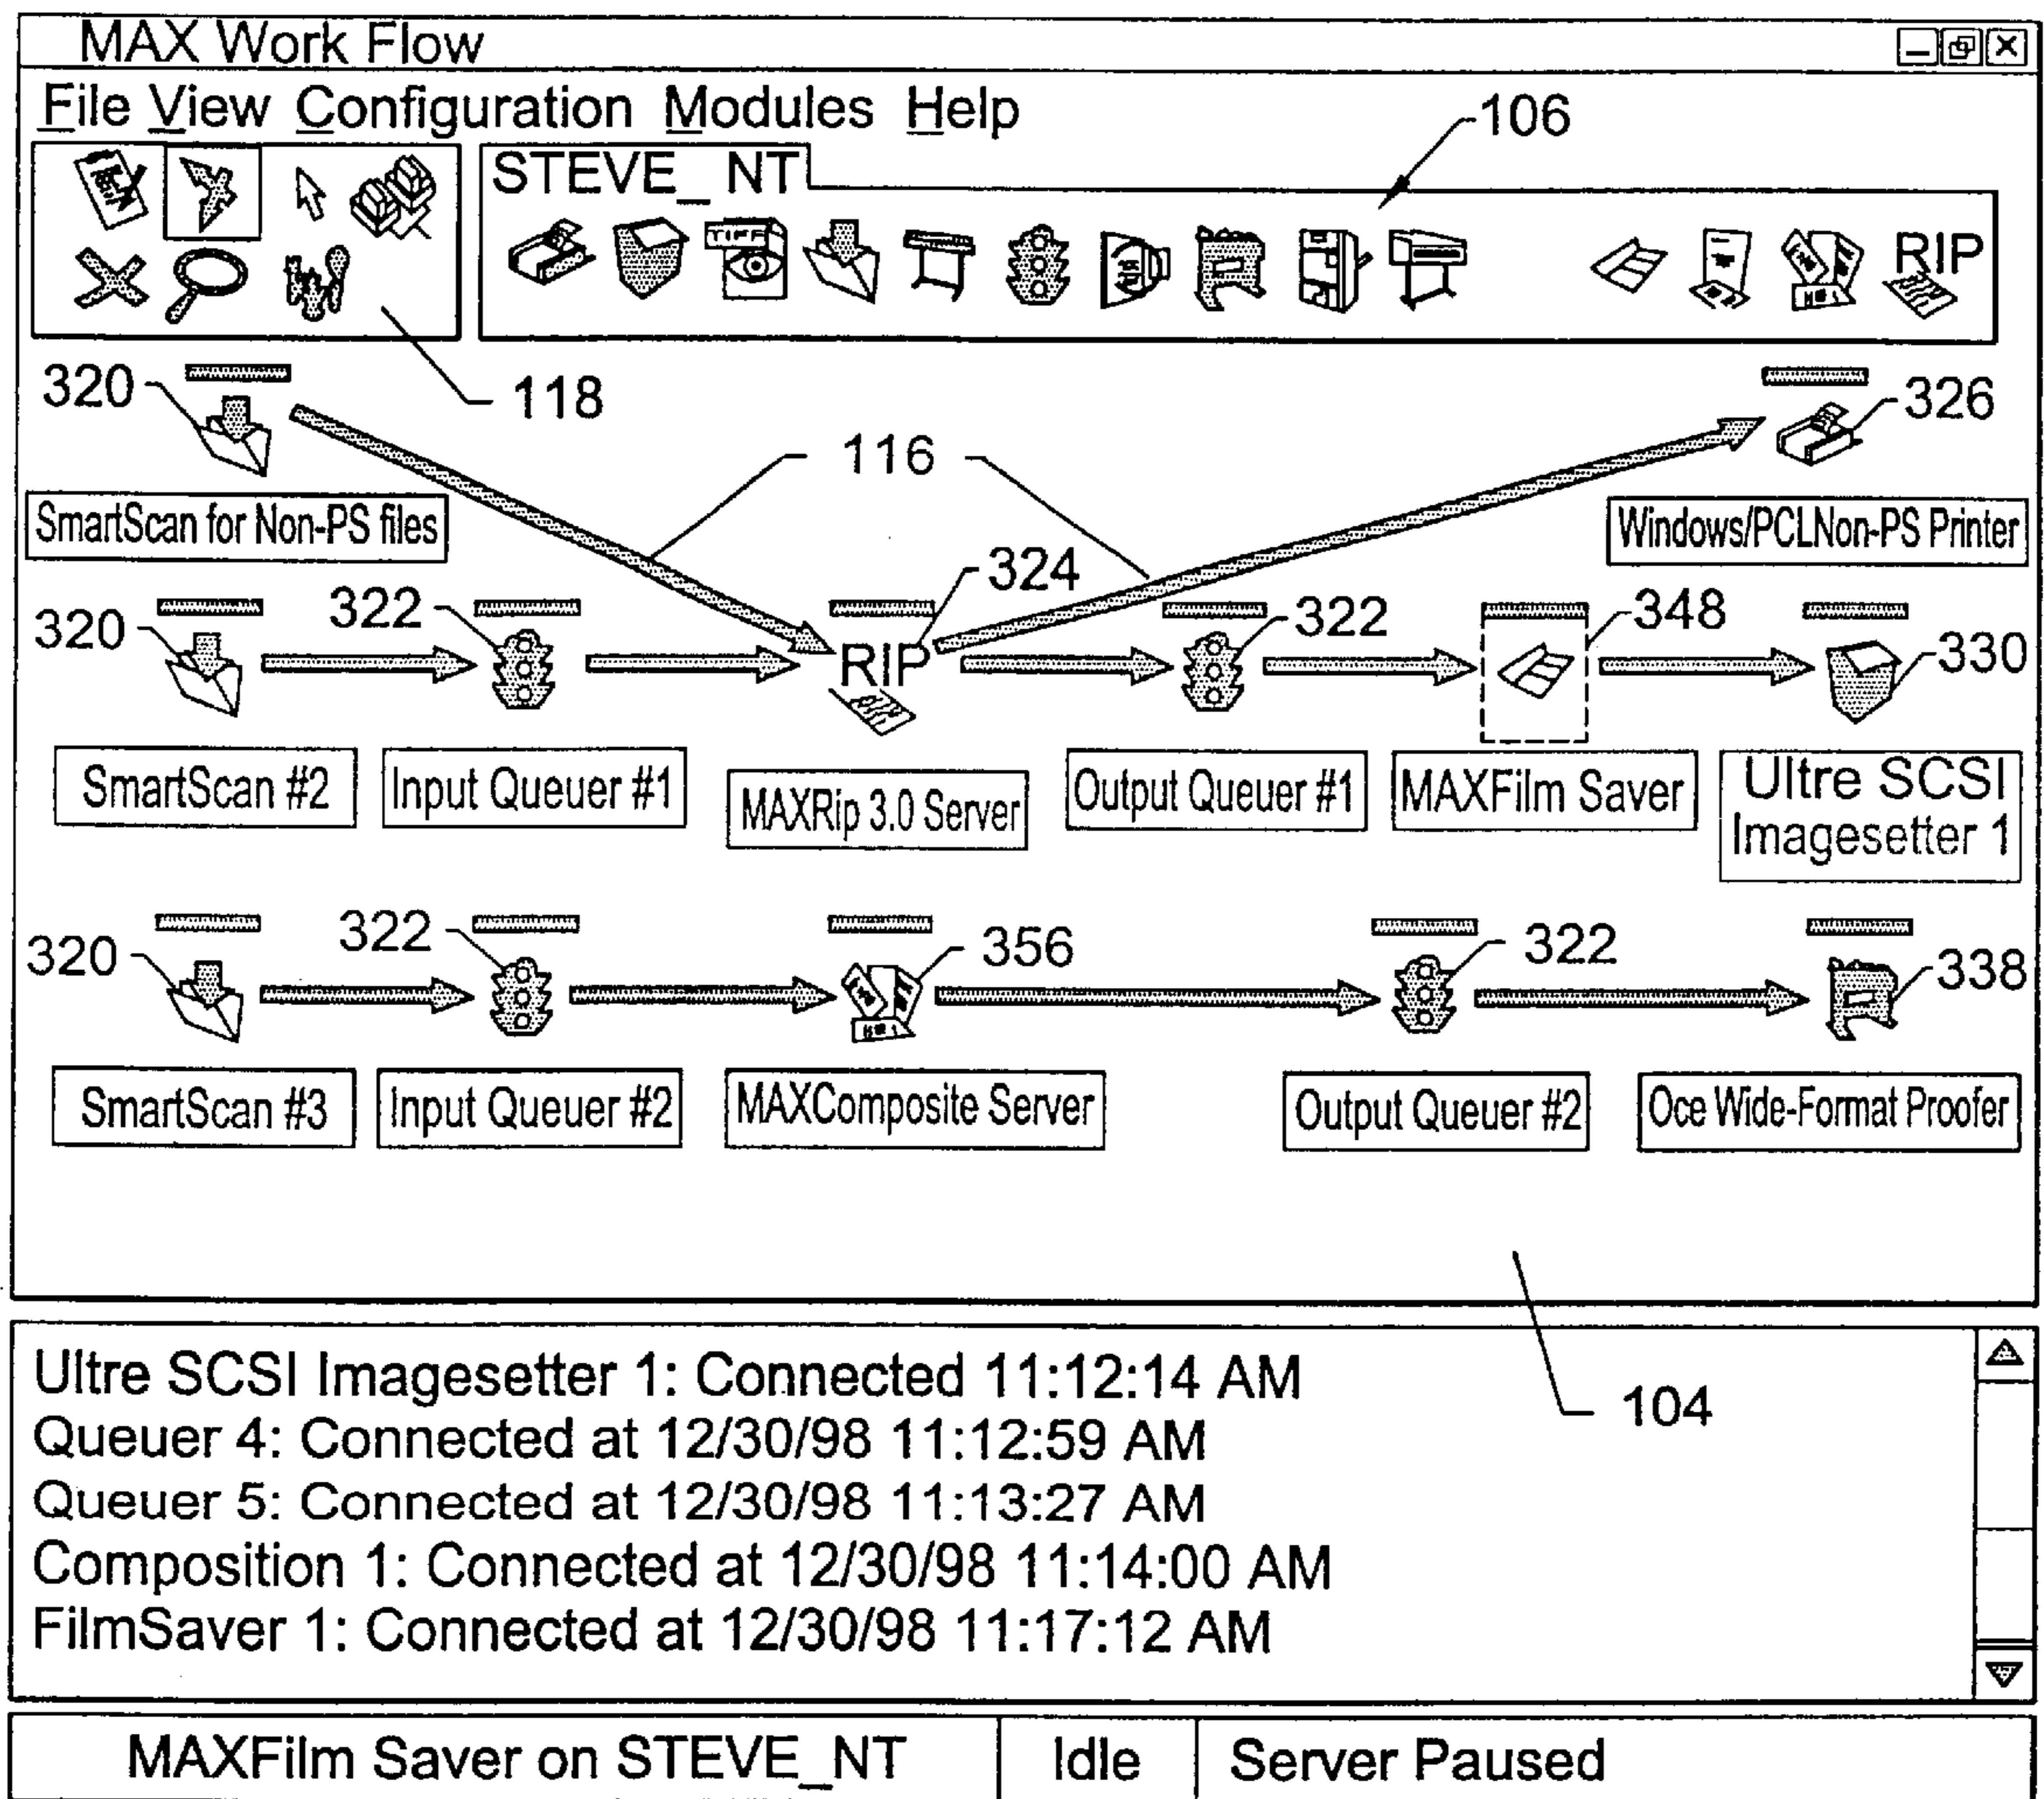 MAX Work Flow
File View Configuration Modules Help
106
STEVE_ NT
TIFF
RIP
RIP
118
320
326
116
SmartScan for Non-PS files
Windows/PCLNon-PS Printer
320
322
324
RIP
322
348
330
SmartScan #2
Input Queuer #1
MAXRip 3.0 Server
Output Queuer #1
MAXFilm Saver
Ultre SCSI
Imagesetter 1
320
322
356
322
338
SmartScan #3
Input Queuer #2
MAXComposite Server
Output Queuer #2
Oce Wide-Format Proofer
104
Ultre SCSI Imagesetter 1: Connected 11:12:14 AM
Queuer 4: Connected at 12/30/98 11:12:59 AM
Queuer 5: Connected at 12/30/98 11:13:27 AM
Composition 1: Connected at 12/30/98 11:14:00 AM
FilmSaver 1: Connected at 12/30/98 11:17:12 AM
MAXFilm Saver on STEVE_NT
Idle
Server Paused